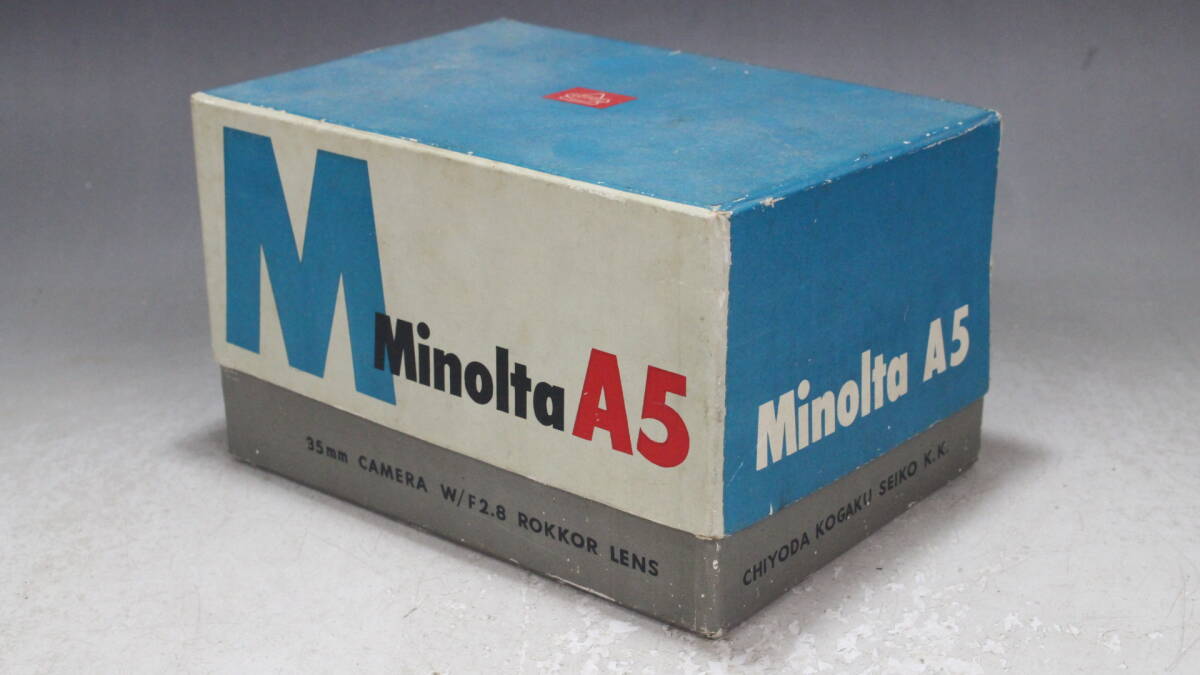 M
Minolta A5
35mm CAMERA W/F2.8 ROKKOR LENS
Minolta A5
CHIYODA KOGAKU SEIKO K.K.